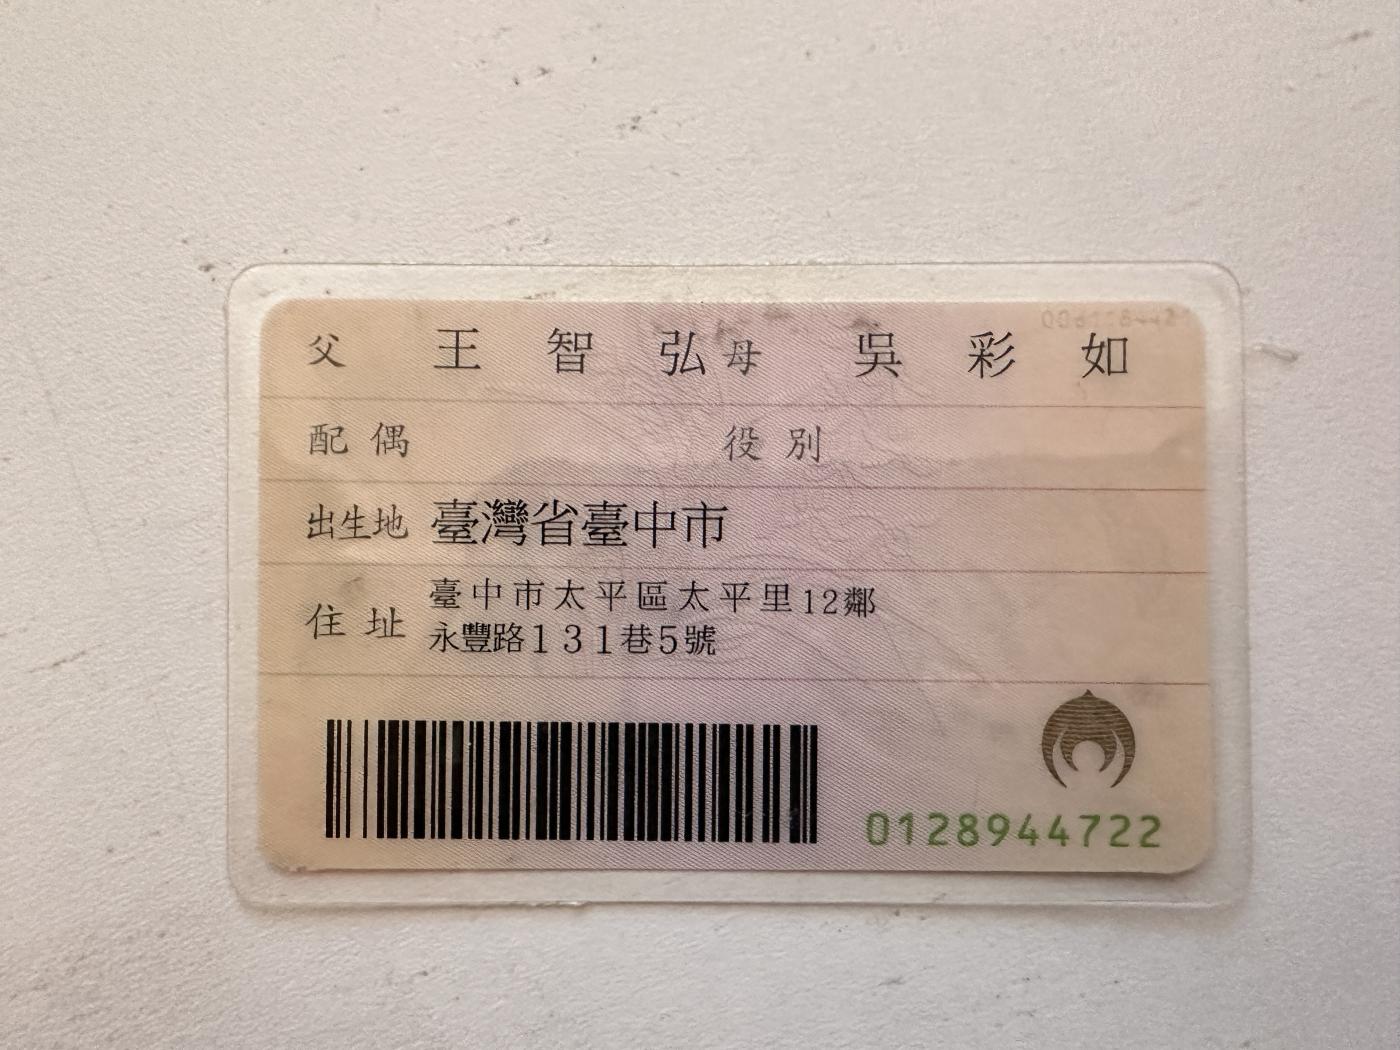 父 王智弘 母 吳彩如
配偶 役別
出生地 臺灣省臺中市
住址 臺中市太平區太平里12鄰
永豐路131巷5號
0128944722